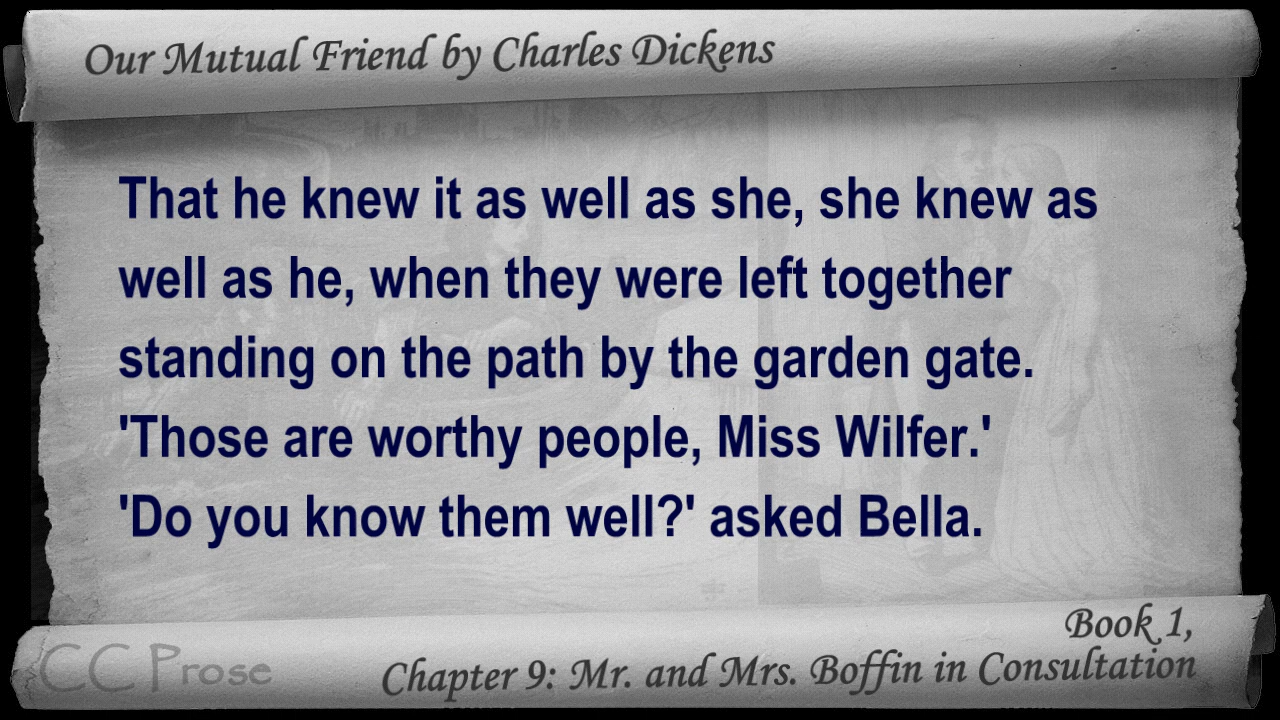 Our Mutual Friend by Charles Dickens
That he knew it as well as she, she knew as
well as he, when they were left together
standing on the path by the garden gate.
'Those are worthy people, Miss Wilfer.'
'Do you know them well?' asked Bella.
Book 1,
Chapter 9: Mr. and Mrs. Boffin in Consultation
CC Prose